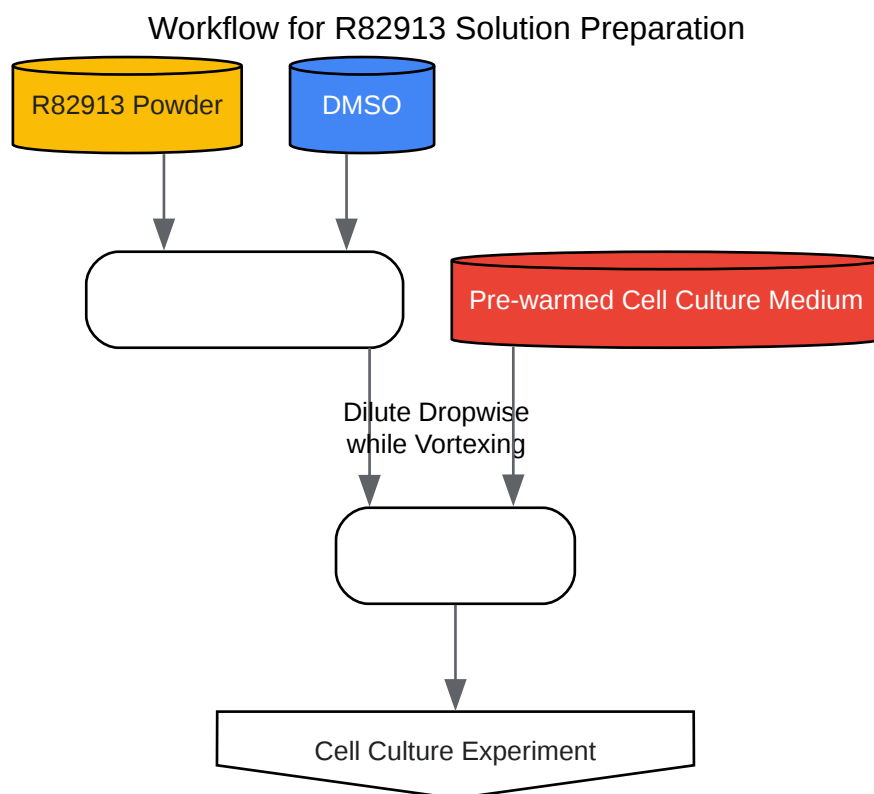 Workflow for R82913 Solution Preparation
R82913 Powder
DMSO
Pre-warmed Cell Culture Medium
Dilute Dropwise
while Vortexing
Cell Culture Experiment